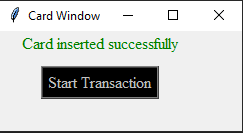 Card Window
Card inserted successfully
Start Transaction